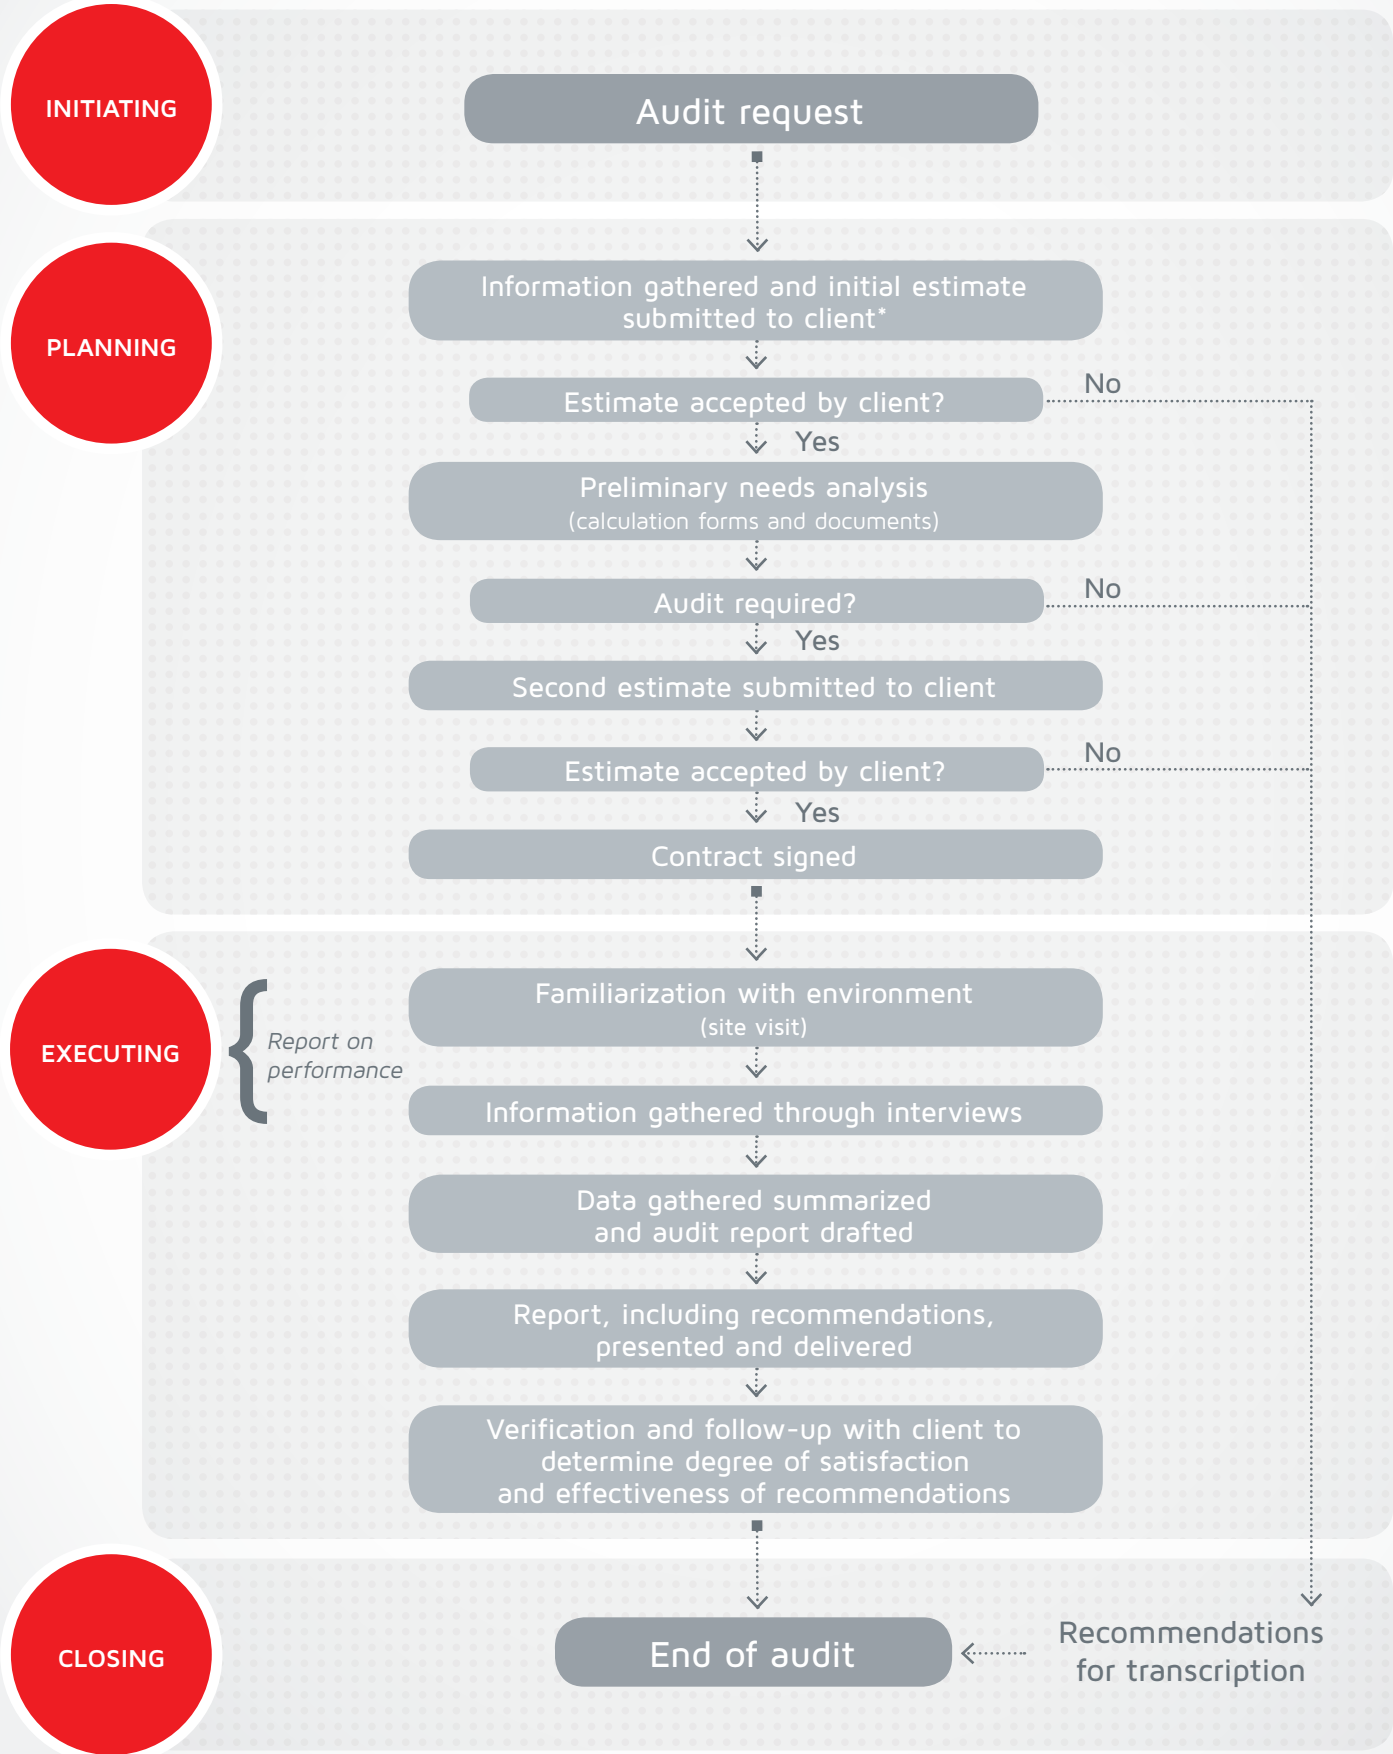 INITIATING
Audit request
PLANNING
Information gathered and initial estimate
submitted to client*
Estimate accepted by client?
No
Yes
Preliminary needs analysis
(calculation forms and documents)
Audit required?
No
Yes
Second estimate submitted to client
Estimate accepted by client?
No
Yes
Contract signed
EXECUTING
Report on
performance
Familiarization with environment
(site visit)
Information gathered through interviews
Data gathered summarized
and audit report drafted
Report, including recommendations,
presented and delivered
Verification and follow-up with client to
determine degree of satisfaction
and effectiveness of recommendations
CLOSING
End of audit
Recommendations
for transcription